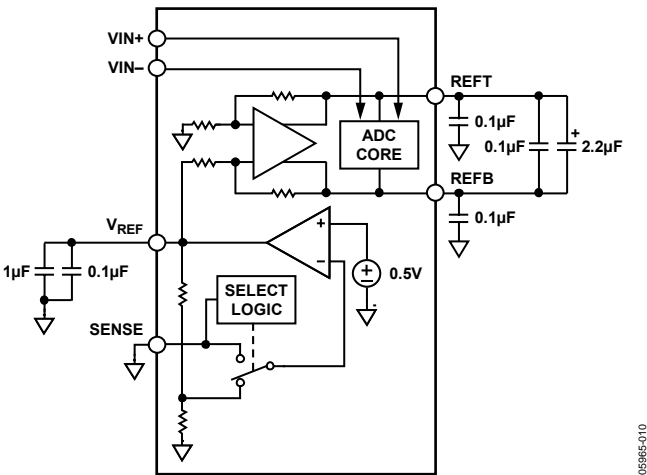 VIN+
VIN–
REFT
0.1µF
ADC
CORE
0.1µF
+
2.2µF
REFB
0.1µF
VREF
+
–
0.5V
1µF
0.1µF
SELECT
LOGIC
SENSE
05965-010